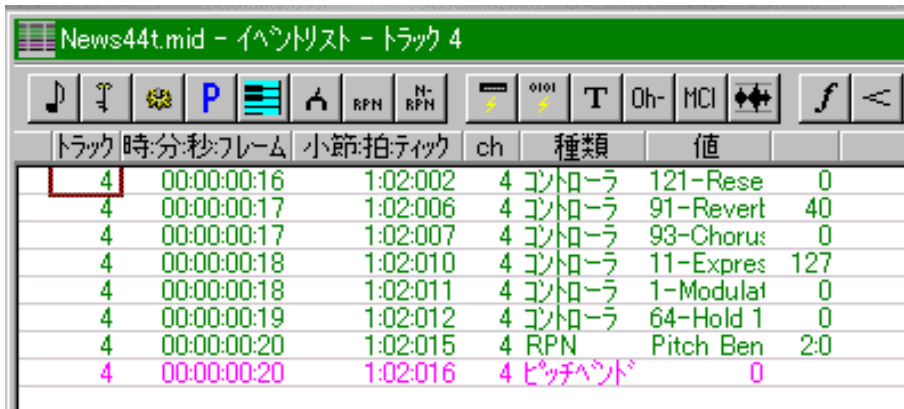 News44t.mid - イベントリスト - トラック 4
P RPN N-RPN 0101 T Oh- MCI f <
トラック 時:分:秒:フレーム 小節:拍:ティック ch 種類 値
4 00:00:00:16 1:02:002 4 コントローラ 121-Rese 0
4 00:00:00:17 1:02:006 4 コントローラ 91-Revert 40
4 00:00:00:17 1:02:007 4 コントローラ 93-Chorus 0
4 00:00:00:18 1:02:010 4 コントローラ 11-Expres 127
4 00:00:00:18 1:02:011 4 コントローラ 1-Modulat 0
4 00:00:00:19 1:02:012 4 コントローラ 64-Hold 1 0
4 00:00:00:20 1:02:015 4 RPN Pitch Ben 2:0
4 00:00:00:20 1:02:016 4 ピッチベンド 0